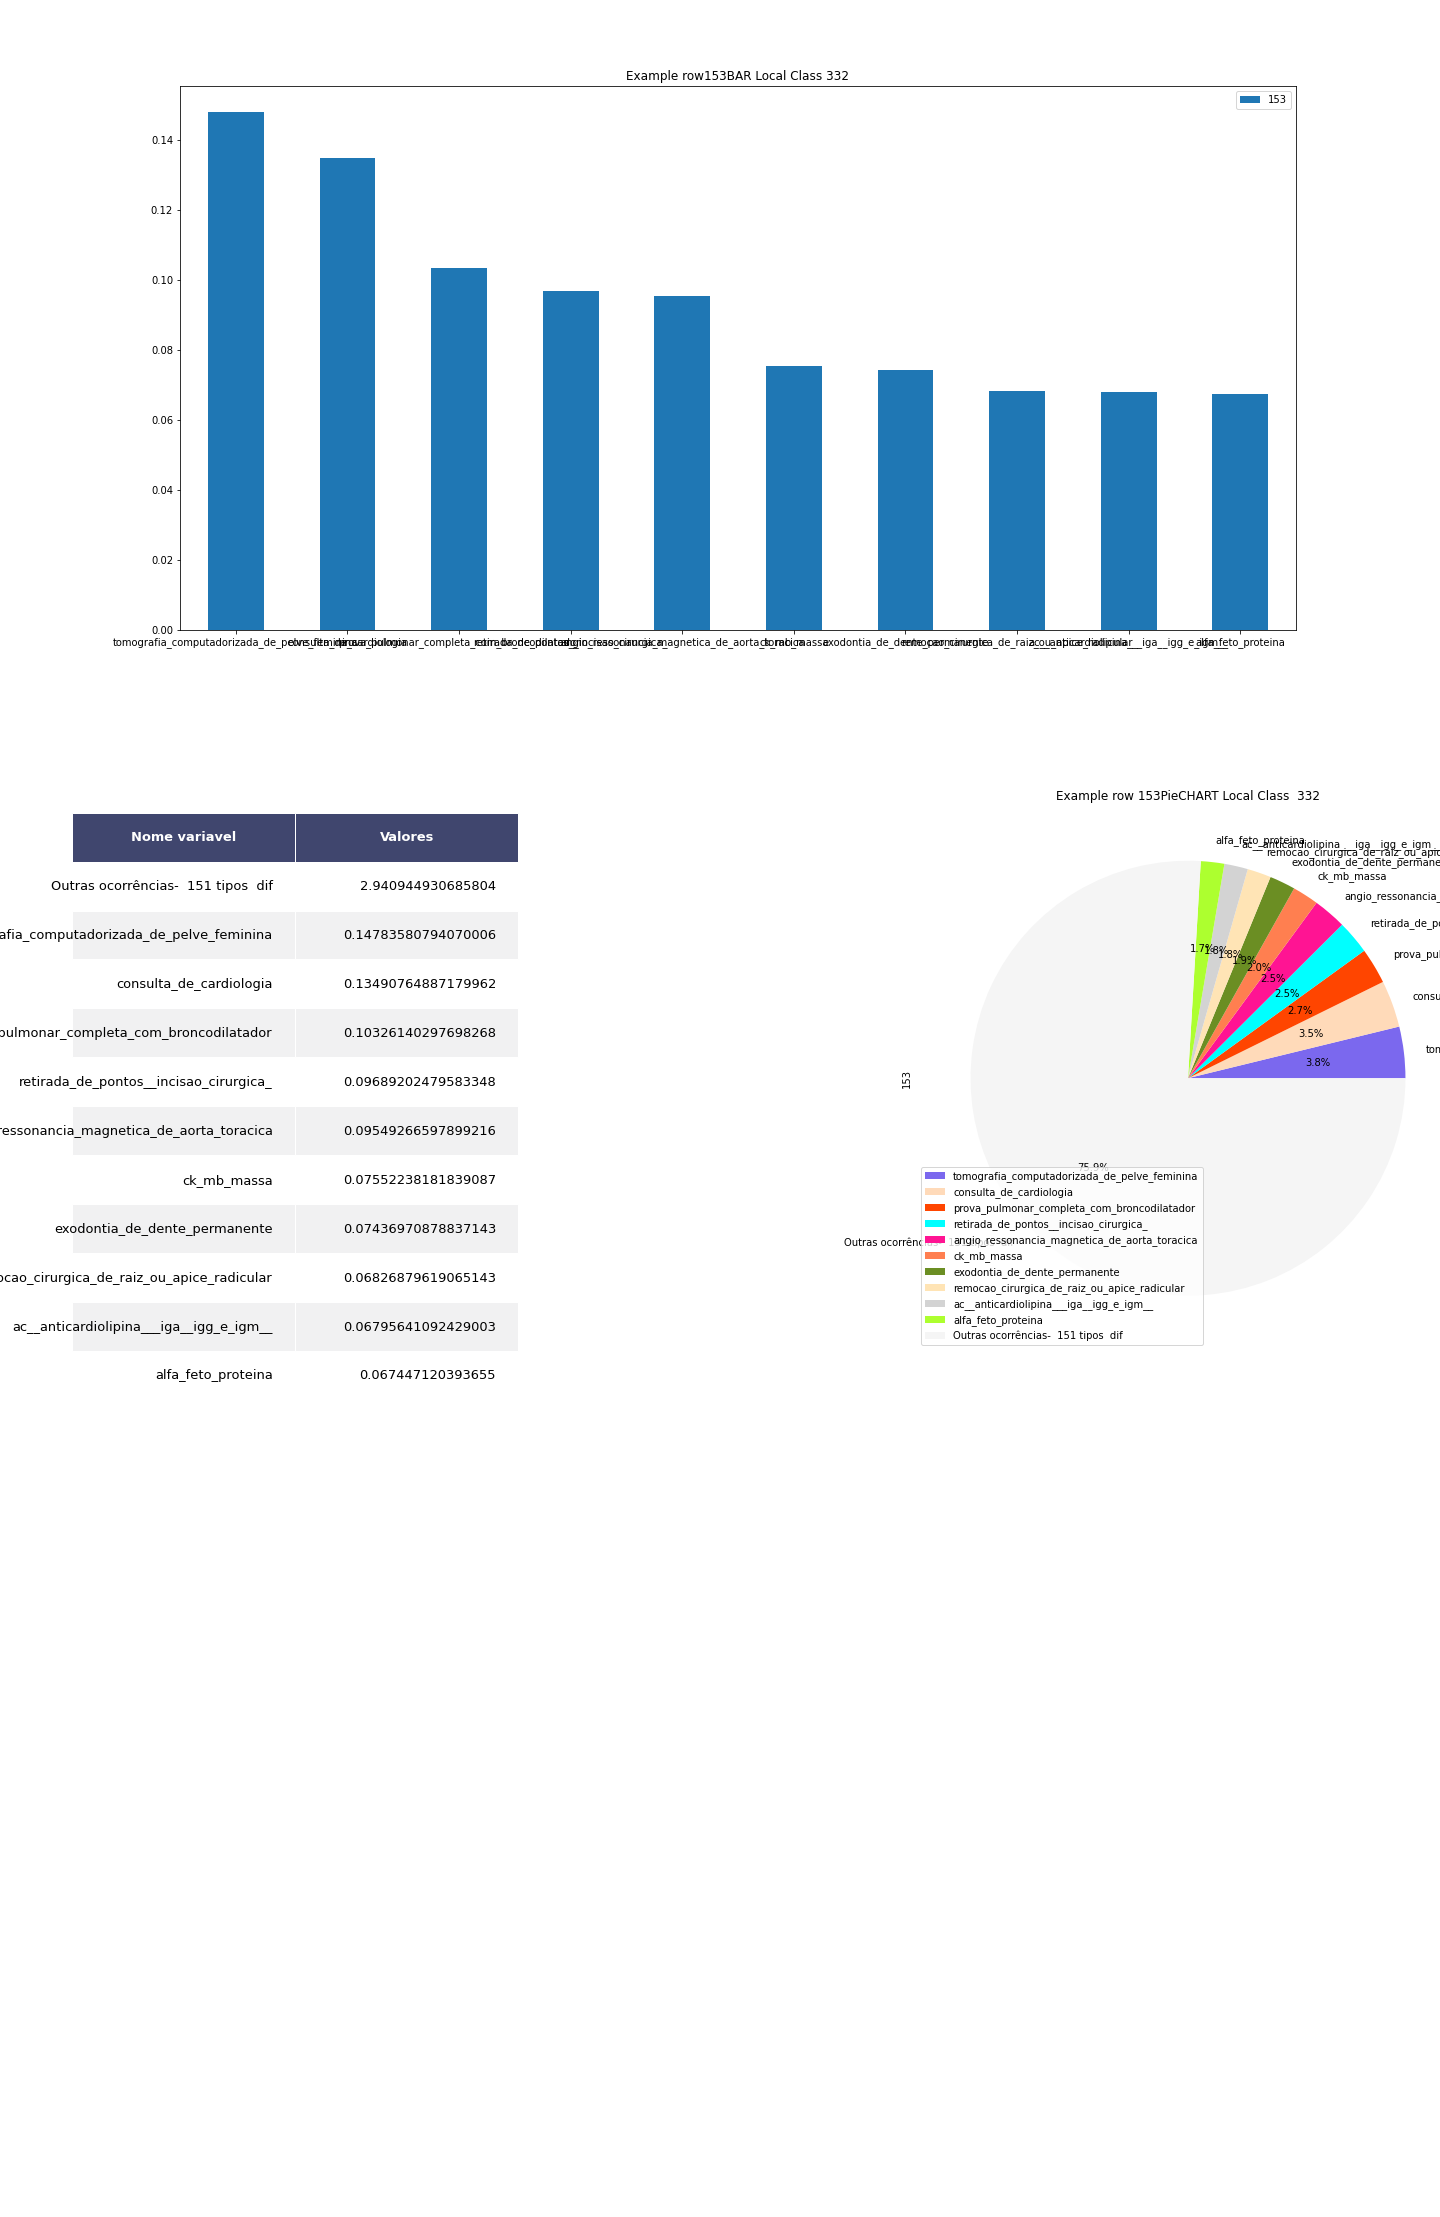 Example row153BAR Local Class 332
153
0.14
0.12
0.10
0.08
0.06
0.04
0.02
0.00
tomografia_computadorizada_de_pelve_feminina consulta_de_cardiologia prova_pulmonar_completa_com_broncodilatador retirada_de_pontos__incisao_cirurgica_ angio_ressonancia_magnetica_de_aorta_toracica ck_mb_massa exodontia_de_dente_permanente remocao_cirurgica_de_raiz_ou_apice_radicular ac__anticardiolipina___iga__igg_e_igm__ alfa_feto_proteina
Nome variavel Valores
Outras ocorrências-  151 tipos  dif 2.940944930685804
afia_computadorizada_de_pelve_feminina 0.14783580794070006
consulta_de_cardiologia 0.13490764887179962
pulmonar_completa_com_broncodilatador 0.10326140297698268
retirada_de_pontos__incisao_cirurgica_ 0.09689202479583348
ressonancia_magnetica_de_aorta_toracica 0.09549266597899216
ck_mb_massa 0.07552238181839087
exodontia_de_dente_permanente 0.07436970878837143
ocao_cirurgica_de_raiz_ou_apice_radicular 0.06826879619065143
ac__anticardiolipina___iga__igg_e_igm__ 0.06795641092429003
alfa_feto_proteina 0.067447120393655
Example row 153PieCHART Local Class  332
alfa_feto_proteina
ac__anticardiolipina___iga__igg_e_igm__
remocao_cirurgica_de_raiz_ou_apic
exodontia_de_dente_permane
ck_mb_massa
angio_ressonancia_
retirada_de_po
prova_pul
consu
tom
1.7%
1.8%
1.8%
1.9%
2.0%
2.5%
2.5%
2.7%
3.5%
3.8%
153
75.9%
Outras ocorrênc
tomografia_computadorizada_de_pelve_feminina
consulta_de_cardiologia
prova_pulmonar_completa_com_broncodilatador
retirada_de_pontos__incisao_cirurgica_
angio_ressonancia_magnetica_de_aorta_toracica
ck_mb_massa
exodontia_de_dente_permanente
remocao_cirurgica_de_raiz_ou_apice_radicular
ac__anticardiolipina___iga__igg_e_igm__
alfa_feto_proteina
Outras ocorrências-  151 tipos  dif